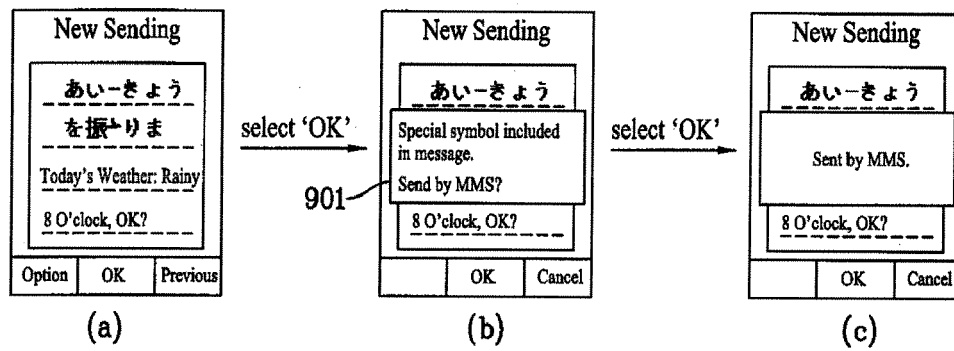 New Sending
あい-きょう
を振りま
Today's Weather: Rainy
8 O'clock, OK?
Option OK Previous
(a)
select 'OK'
New Sending
あい-きょう
Special symbol included
in message.
Send by MMS?
901
8 O'clock, OK?
OK Cancel
(b)
select 'OK'
New Sending
あい-きょう
Sent by MMS.
8 O'clock, OK?
OK Cancel
(c)